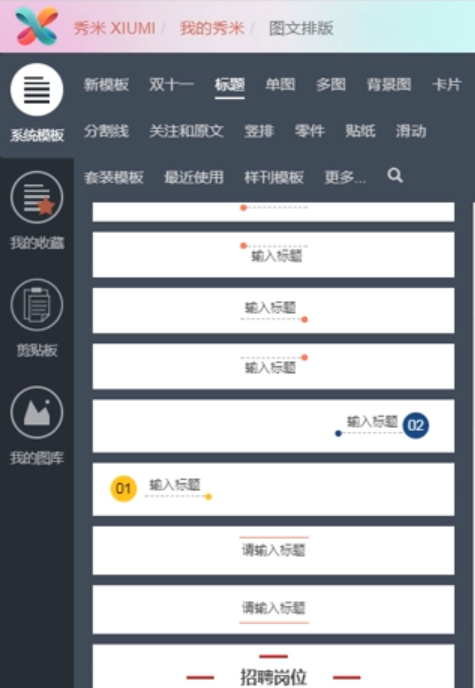 秀米 XIUMI / 我的秀米 / 图文排版
新模板 双十一 标题 单图 多图 背景图 卡片
系统模板
分割线 关注和原文 竖排 零件 贴纸 滑动
套装模板 最近使用 样刊模板 更多...
我的收藏
剪贴板
我的图库
输入标题
输入标题
输入标题
输入标题 02
01 输入标题
请输入标题
请输入标题
招聘岗位